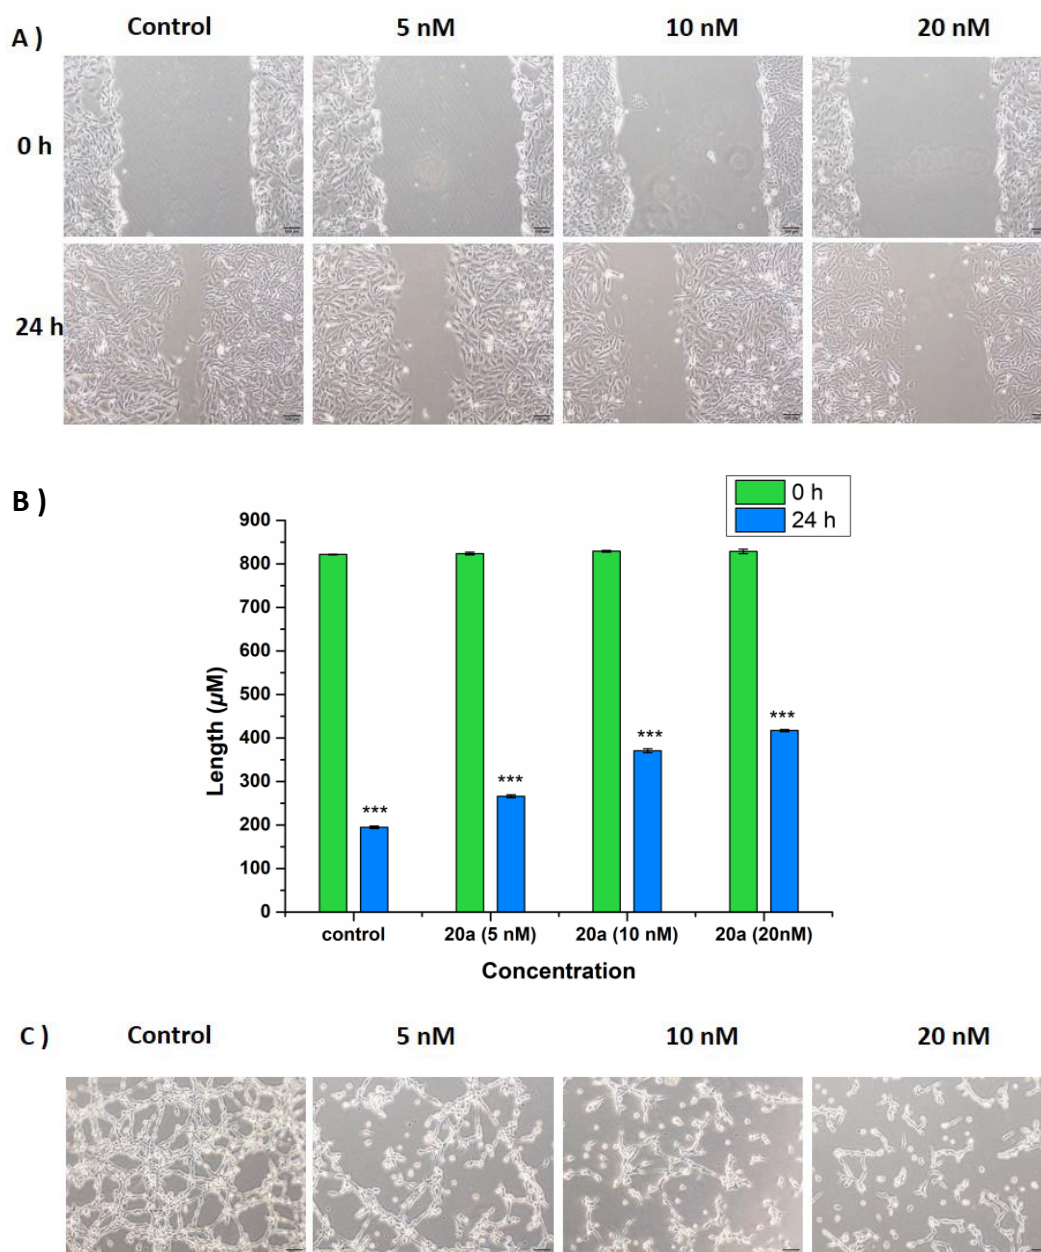 A )
Control 5 nM 10 nM 20 nM
0 h
24 h
B )
0 h
24 h
900
800
700
600
500
400
300
200
100
0
Length (µM)
***
***
***
***
control 20a (5 nM) 20a (10 nM) 20a (20nM)
Concentration
C )
Control 5 nM 10 nM 20 nM